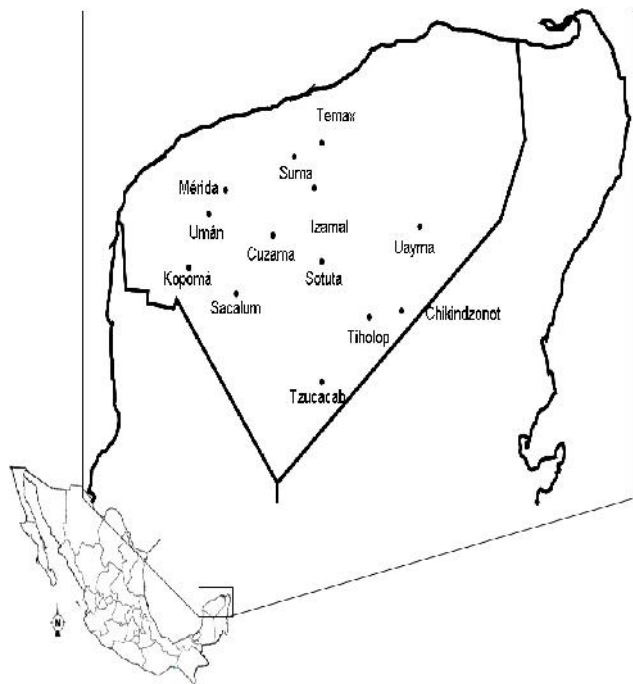 Temax
Suma
Mérida
Izamal
Umán
Uayma
Cuzama
Kopomá
Sotuta
Sacalum
Chikindzonot
Tiholop
Tzucacab
N